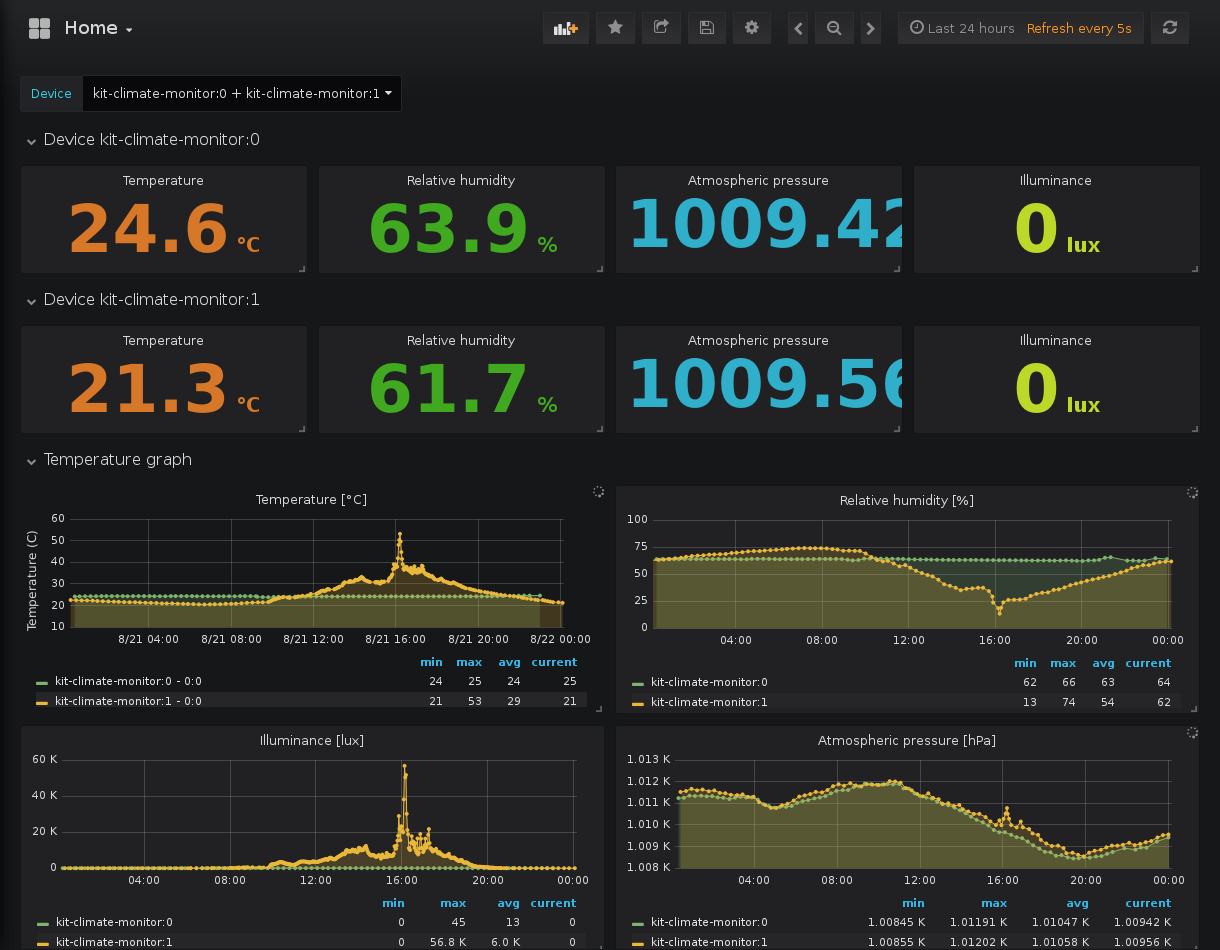 Home
Last 24 hours Refresh every 5s
Device kit-climate-monitor:0 + kit-climate-monitor:1
Device kit-climate-monitor:0
Temperature Relative humidity Atmospheric pressure Illuminance
24.6 °C 63.9 % 1009.42 0 lux
Device kit-climate-monitor:1
Temperature Relative humidity Atmospheric pressure Illuminance
21.3 °C 61.7 % 1009.56 0 lux
Temperature graph
Temperature [°C]
Temperature (C)
60
50
40
30
20
10
8/21 04:00 8/21 08:00 8/21 12:00 8/21 16:00 8/21 20:00 8/22 00:00
min max avg current
kit-climate-monitor:0 - 0:0 24 25 24 25
kit-climate-monitor:1 - 0:0 21 53 29 21
Relative humidity [%]
100
75
50
25
0
04:00 08:00 12:00 16:00 20:00 00:00
min max avg current
kit-climate-monitor:0 62 66 63 64
kit-climate-monitor:1 13 74 54 62
Illuminance [lux]
60 K
40 K
20 K
0
04:00 08:00 12:00 16:00 20:00 00:00
min max avg current
kit-climate-monitor:0 0 45 13 0
kit-climate-monitor:1 0 56.8 K 6.0 K 0
Atmospheric pressure [hPa]
1.013 K
1.012 K
1.011 K
1.010 K
1.009 K
1.008 K
04:00 08:00 12:00 16:00 20:00 00:00
min max avg current
kit-climate-monitor:0 1.00845 K 1.01191 K 1.01047 K 1.00942 K
kit-climate-monitor:1 1.00855 K 1.01202 K 1.01058 K 1.00956 K